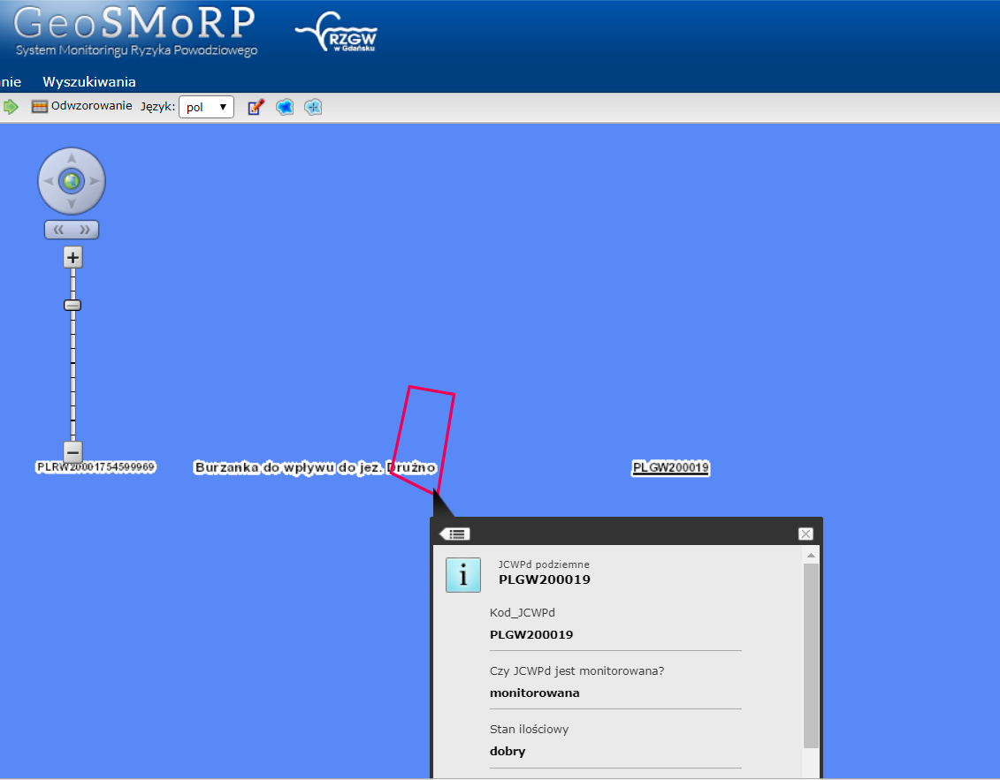 GeoSMoRP
System Monitoringu Ryzyka Powodziowego
RZGW
w Gdańsku
nie Wyszukiwania
Odwzorowanie Język: pol
PLRW20001754599969
Burzanka do wpływu do jez. Drużno
PLGW200019
i
JCWPd podziemne
PLGW200019
Kod_JCWPd
PLGW200019
Czy JCWPd jest monitorowana?
monitorowana
Stan ilościowy
dobry